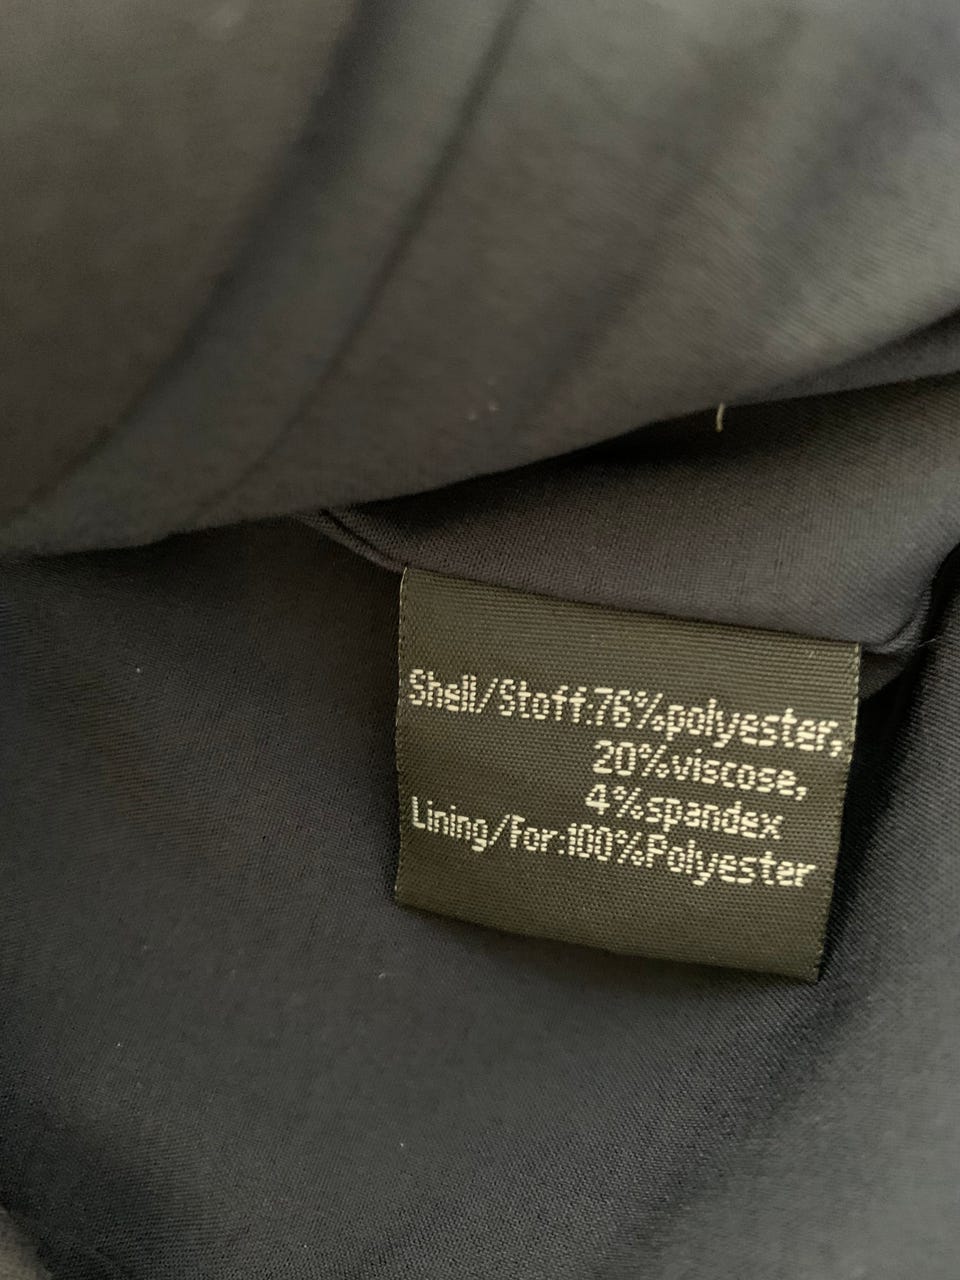 Shell/Stoff:76%polyester,
20%viscose,
4%spandex
Lining/For:100%Polyester